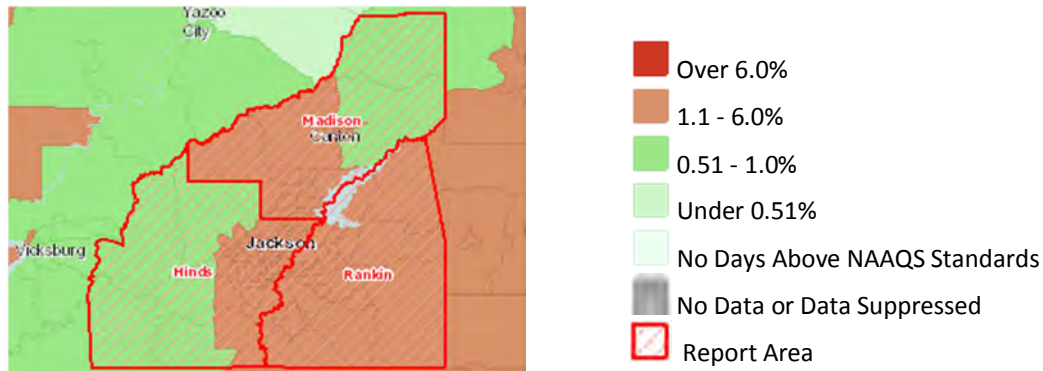 Yazoo
City
Madison
Canton
Vicksburg
Jackson
Hinds
Rankin
Over 6.0%
1.1 - 6.0%
0.51 - 1.0%
Under 0.51%
No Days Above NAAQS Standards
No Data or Data Suppressed
Report Area